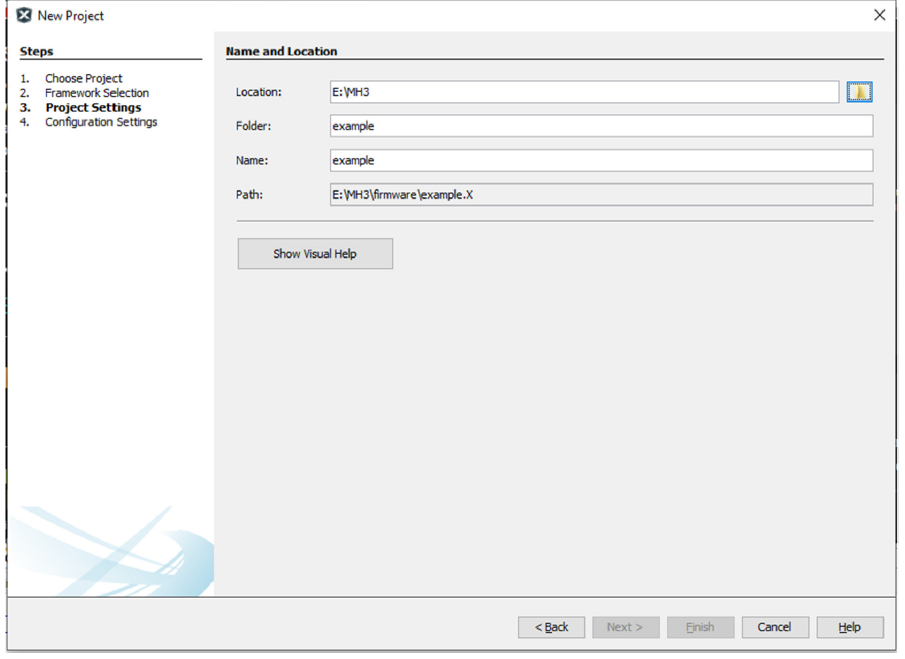 New Project
Steps
1. Choose Project
2. Framework Selection
3. Project Settings
4. Configuration Settings
Name and Location
Location: E:\MH3
Folder: example
Name: example
Path: E:\MH3\firmware\example.X
Show Visual Help
< Back Next > Finish Cancel Help